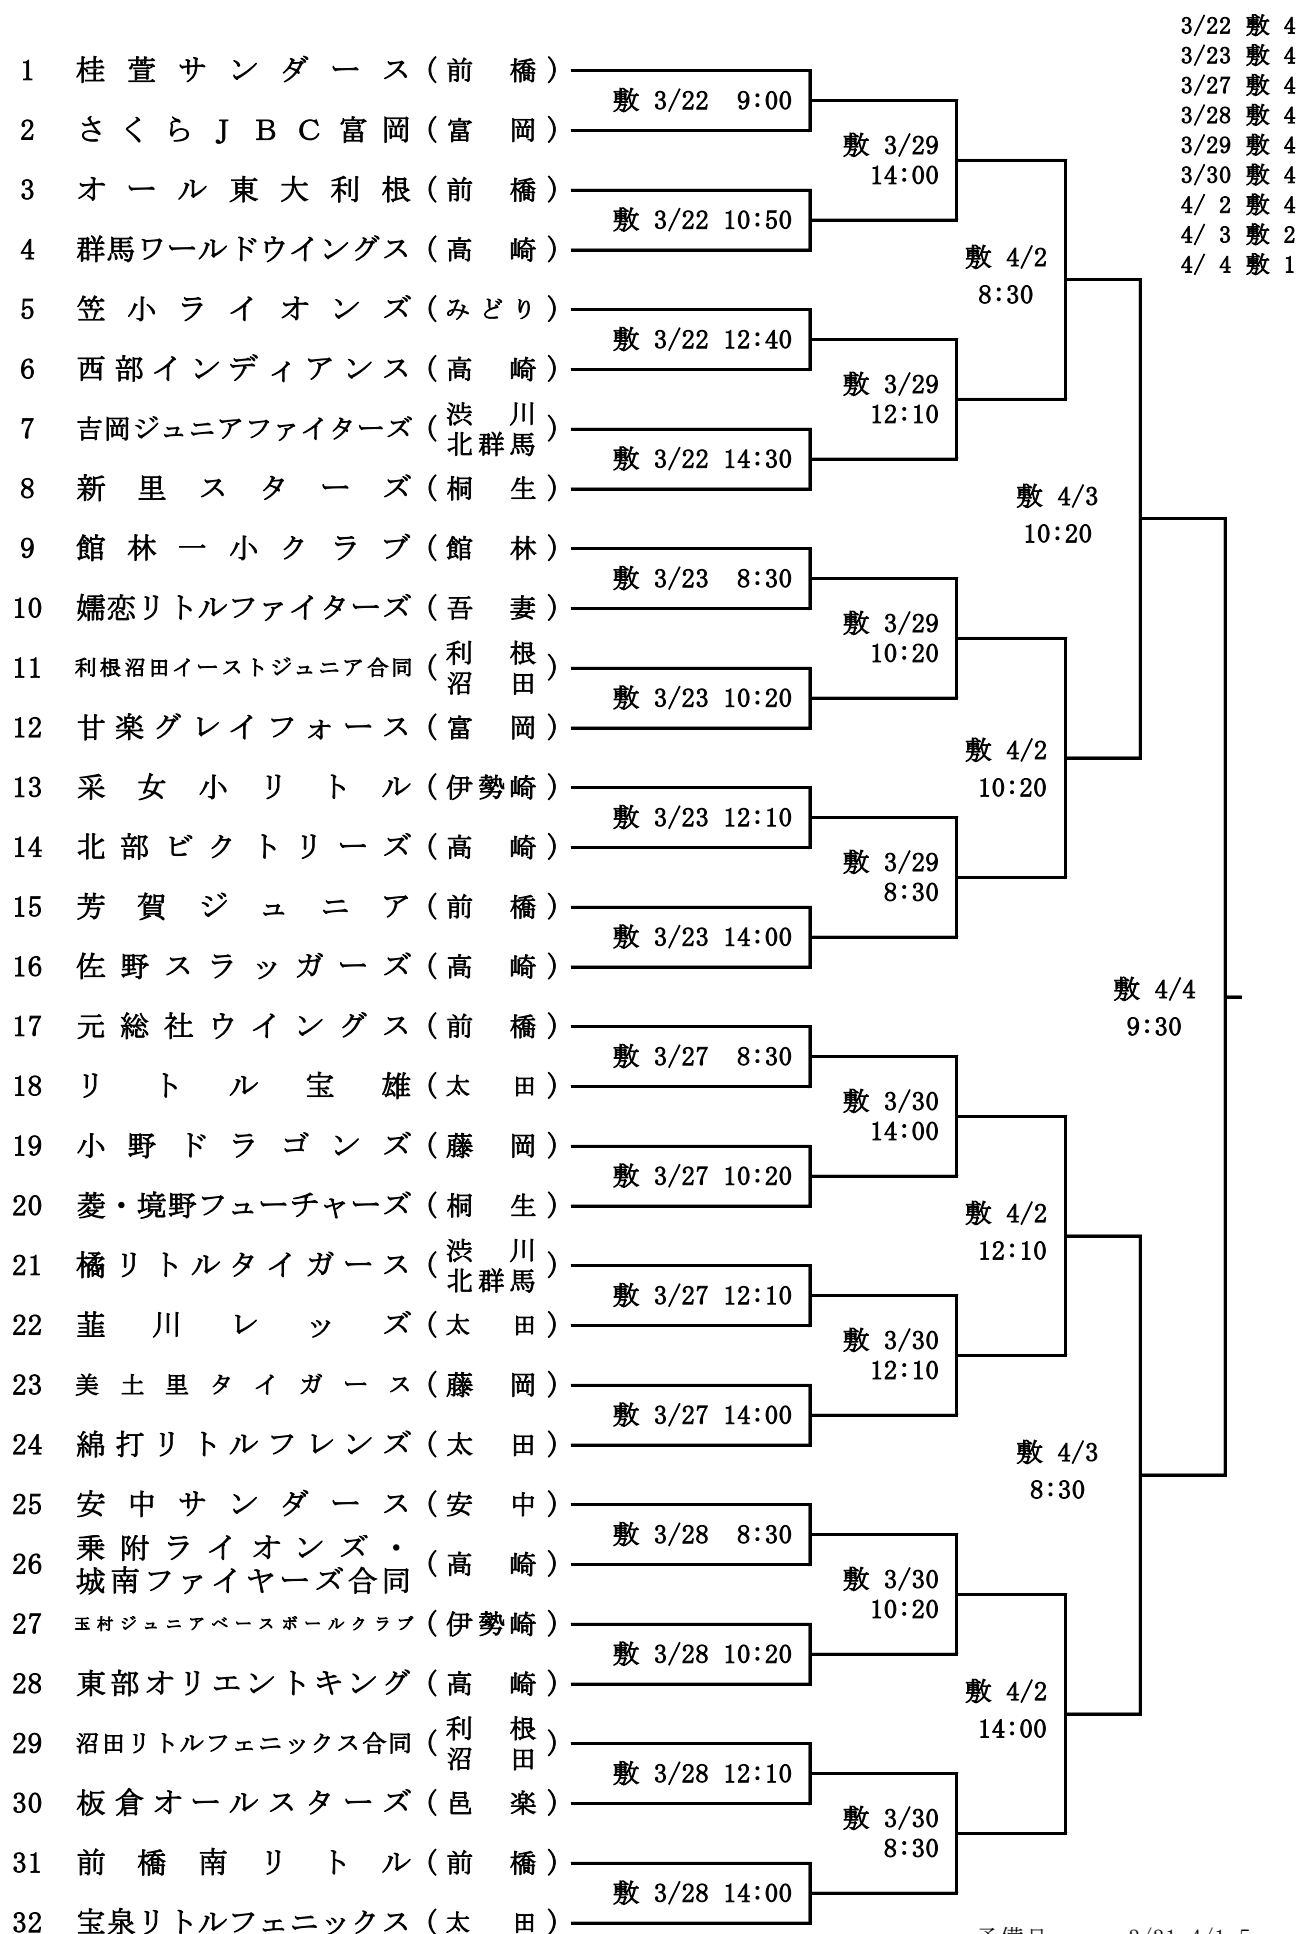 3/22 敷 4
3/23 敷 4
3/27 敷 4
3/28 敷 4
3/29 敷 4
3/30 敷 4
4/ 2 敷 4
4/ 3 敷 2
4/ 4 敷 1
1 桂萱サンダース(前橋)
敷 3/22 9:00
2 さくらJBC富岡(富岡)
敷 3/29
14:00
3 オール東大利根(前橋)
敷 3/22 10:50
4 群馬ワールドウイングス(高崎)
敷 4/2
8:30
5 笠小ライオンズ(みどり)
敷 3/22 12:40
6 西部インディアンス(高崎)
敷 3/29
12:10
7 吉岡ジュニアファイターズ(渋川北群馬)
敷 3/22 14:30
8 新里スターズ(桐生)
敷 4/3
10:20
9 館林一小クラブ(館林)
敷 3/23 8:30
10 嬬恋リトルファイターズ(吾妻)
敷 3/29
10:20
11 利根沼田イーストジュニア合同(利根沼田)
敷 3/23 10:20
12 甘楽グレイフォース(富岡)
敷 4/2
10:20
13 采女小リトル(伊勢崎)
敷 3/23 12:10
14 北部ビクトリーズ(高崎)
敷 3/29
8:30
15 芳賀ジュニア(前橋)
敷 3/23 14:00
16 佐野スラッガーズ(高崎)
敷 4/4
9:30
17 元総社ウイングス(前橋)
敷 3/27 8:30
18 リトル宝雄(太田)
敷 3/30
14:00
19 小野ドラゴンズ(藤岡)
敷 3/27 10:20
20 菱・境野フューチャーズ(桐生)
敷 4/2
12:10
21 橘リトルタイガース(渋川北群馬)
敷 3/27 12:10
22 韮川レッズ(太田)
敷 3/30
12:10
23 美土里タイガース(藤岡)
敷 3/27 14:00
24 綿打リトルフレンズ(太田)
敷 4/3
8:30
25 安中サンダース(安中)
敷 3/28 8:30
26 乗附ライオンズ・
城南ファイヤーズ合同(高崎)
敷 3/30
10:20
27 玉村ジュニアベースボールクラブ(伊勢崎)
敷 3/28 10:20
28 東部オリエントキング(高崎)
敷 4/2
14:00
29 沼田リトルフェニックス合同(利根沼田)
敷 3/28 12:10
30 板倉オールスターズ(邑楽)
敷 3/30
8:30
31 前橋南リトル(前橋)
敷 3/28 14:00
32 宝泉リトルフェニックス(太田)